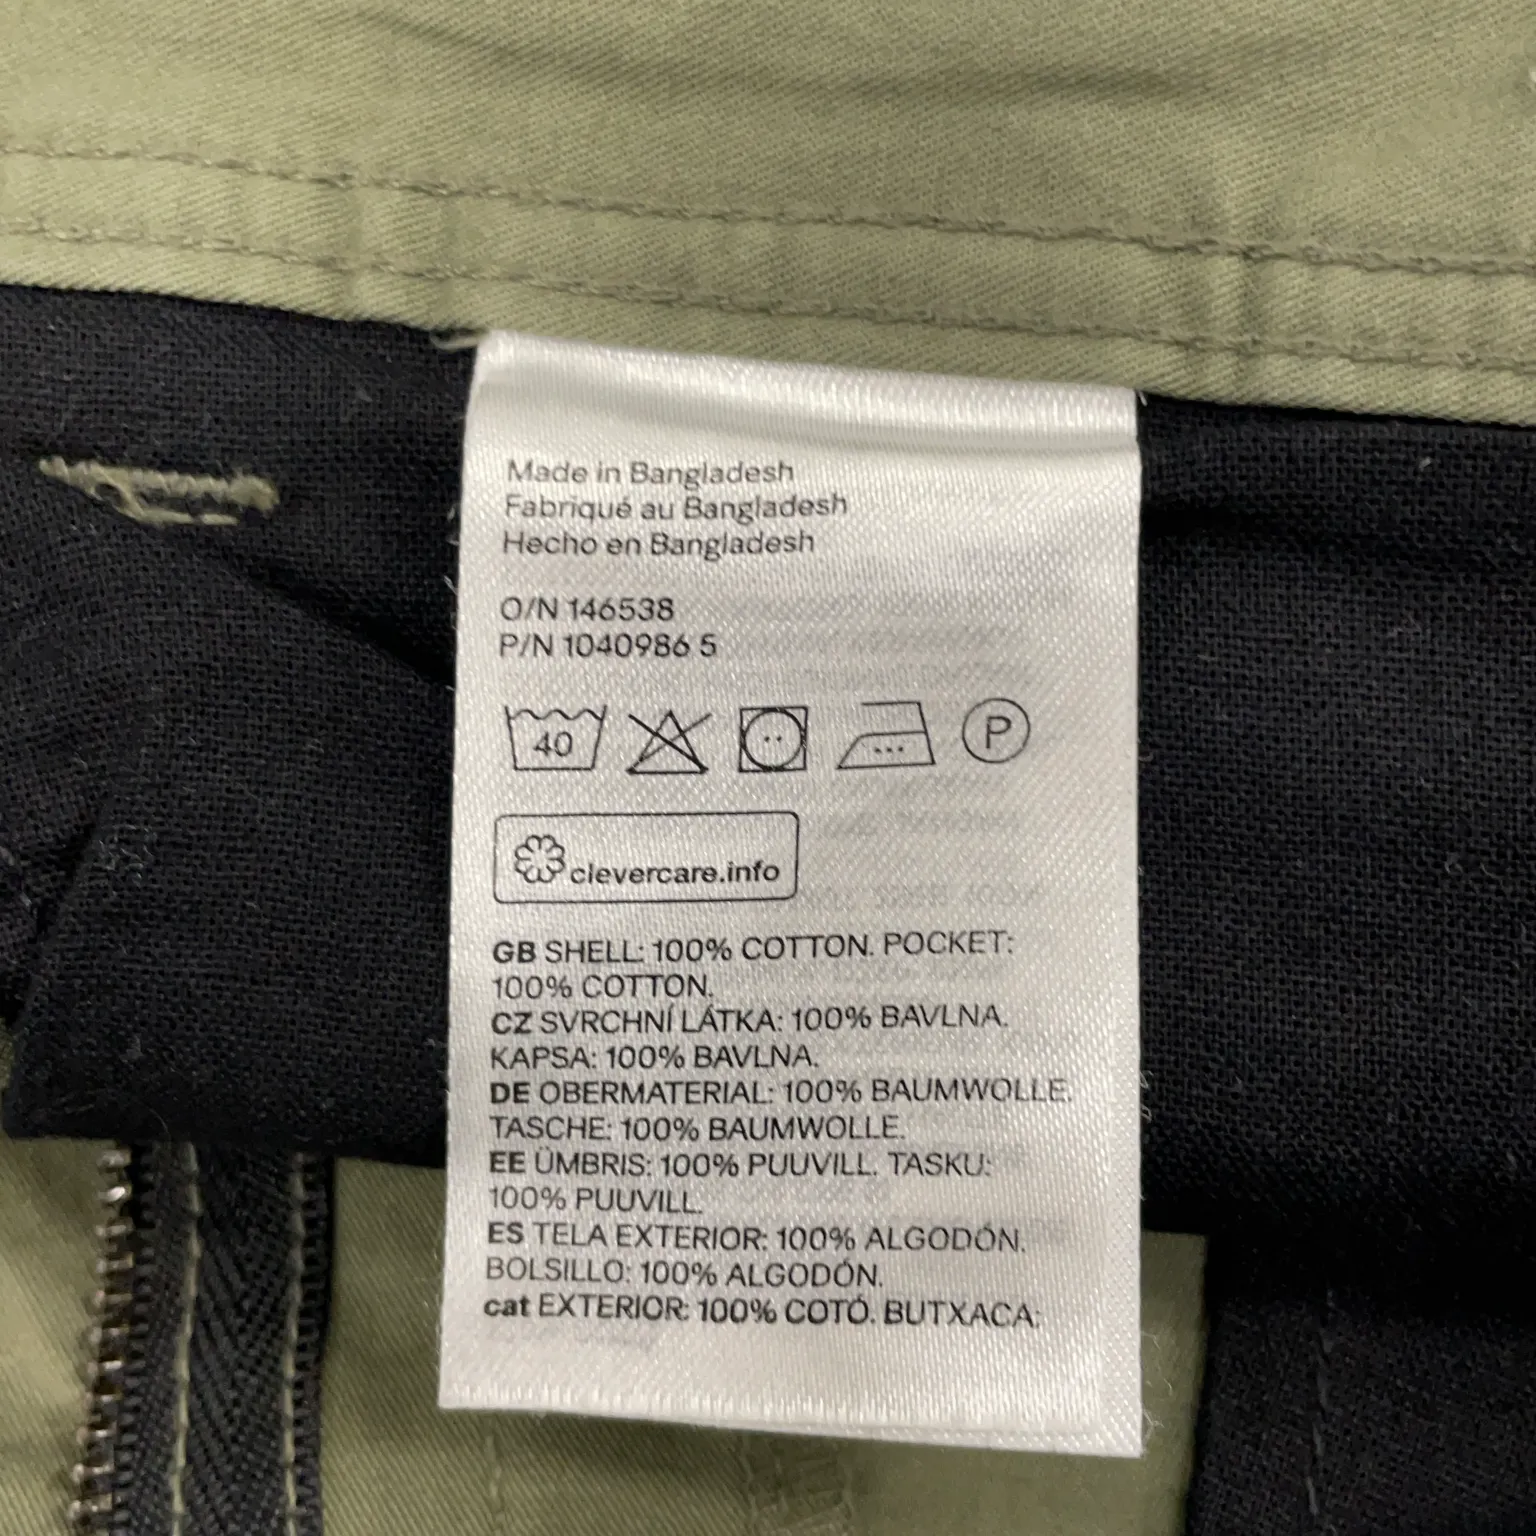 Made in Bangladesh
Fabriqué au Bangladesh
Hecho en Bangladesh
O/N 146538
P/N 1040986 5
40 P
clevercare.info
GB SHELL: 100% COTTON. POCKET:
100% COTTON.
CZ SVRCHNÍ LÁTKA: 100% BAVLNA.
KAPSA: 100% BAVLNA.
DE OBERMATERIAL: 100% BAUMWOLLE.
TASCHE: 100% BAUMWOLLE.
EE ÜMBRIS: 100% PUUVILL. TASKU:
100% PUUVILL.
ES TELA EXTERIOR: 100% ALGODÓN.
BOLSILLO: 100% ALGODÓN.
cat EXTERIOR: 100% COTÓ. BUTXACA: